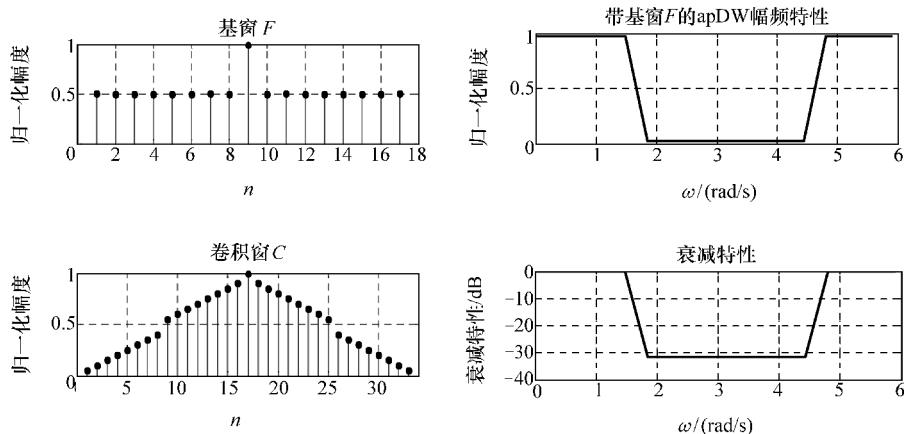 基窗 F
归一化幅度
1
0.5
0
2 4 6 8 10 12 14 16 18
n
带基窗F的apDW幅频特性
归一化幅度
1
0.5
0
1 2 3 4 5 6
ω/(rad/s)
卷积窗 C
归一化幅度
1
0.5
0
5 10 15 20 25 30
n
衰减特性
衰减特性/dB
0
-10
-20
-30
-40
0 1 2 3 4 5 6
ω/(rad/s)